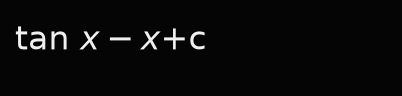 tan x − x+c